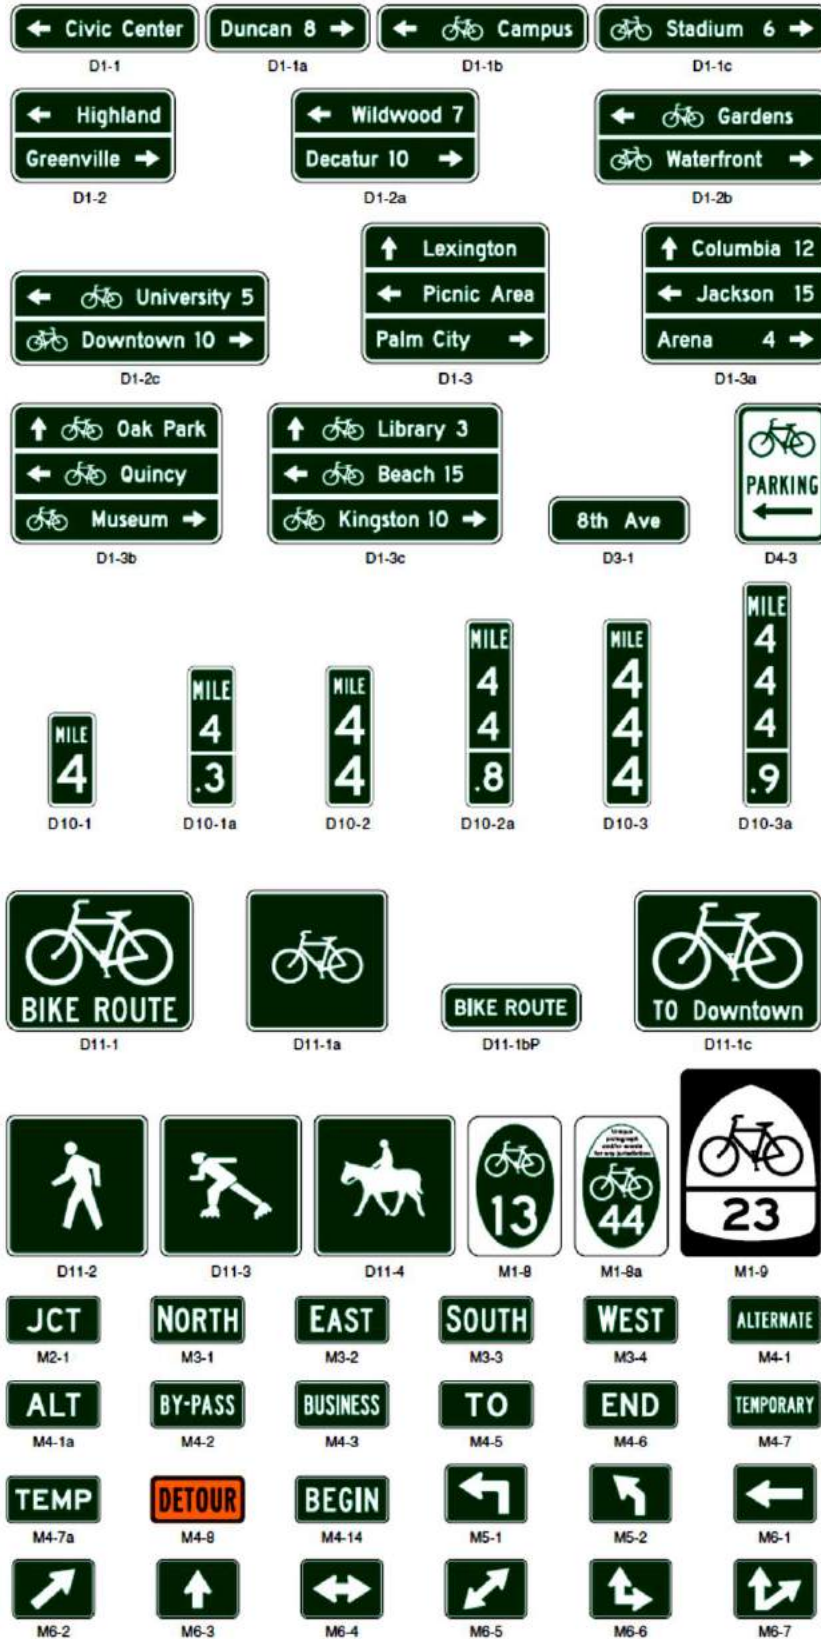 Civic Center
Duncan 8
Campus
Stadium 6
D1-1
D1-1a
D1-1b
D1-1c
Highland
Greenville
Wildwood 7
Decatur 10
Gardens
Waterfront
D1-2
D1-2a
D1-2b
University 5
Downtown 10
Lexington
Picnic Area
Palm City
Columbia 12
Jackson 15
Arena 4
D1-2c
D1-3
D1-3a
Oak Park
Quincy
Museum
Library 3
Beach 15
Kingston 10
8th Ave
PARKING
D1-3b
D1-3c
D3-1
D4-3
MILE
4
MILE
4
.3
MILE
4
4
MILE
4
4
.8
MILE
4
4
4
MILE
4
4
4
.9
D10-1
D10-1a
D10-2
D10-2a
D10-3
D10-3a
BIKE ROUTE
BIKE ROUTE
TO Downtown
D11-1
D11-1a
D11-1bP
D11-1c
13
Unique
pictograph
and/or words
for any jurisdiction
44
23
D11-2
D11-3
D11-4
M1-8
M1-8a
M1-9
JCT
NORTH
EAST
SOUTH
WEST
ALTERNATE
M2-1
M3-1
M3-2
M3-3
M3-4
M4-1
ALT
BY-PASS
BUSINESS
TO
END
TEMPORARY
M4-1a
M4-2
M4-3
M4-5
M4-6
M4-7
TEMP
DETOUR
BEGIN
M4-7a
M4-8
M4-14
M5-1
M5-2
M6-1
M6-2
M6-3
M6-4
M6-5
M6-6
M6-7